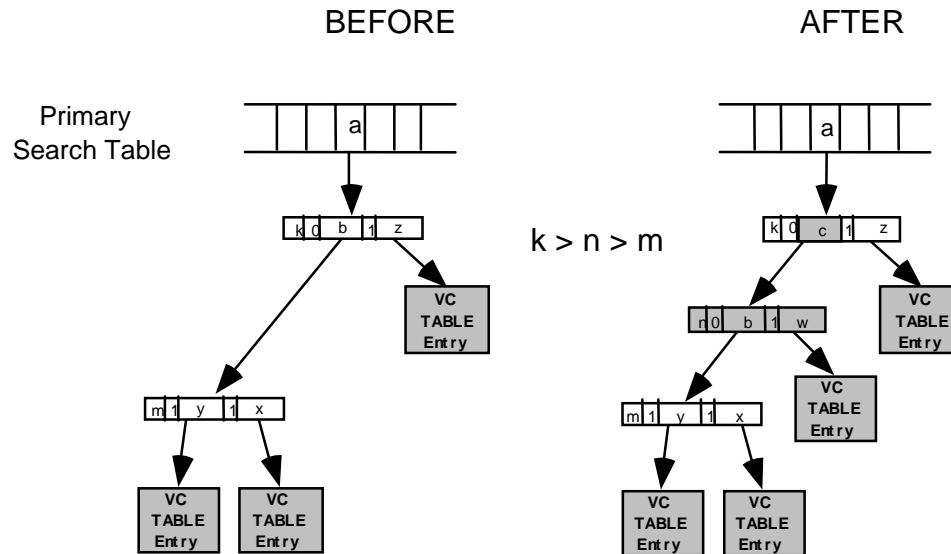 BEFORE
AFTER
Primary
Search Table
a
a
k 0 b 1 z
k > n > m
k 0 c 1 z
VC
TABLE
Entry
n 0 b 1 w
VC
TABLE
Entry
m 1 y 1 x
VC
TABLE
Entry
m 1 y 1 x
VC
TABLE
Entry
VC
TABLE
Entry
VC
TABLE
Entry
VC
TABLE
Entry